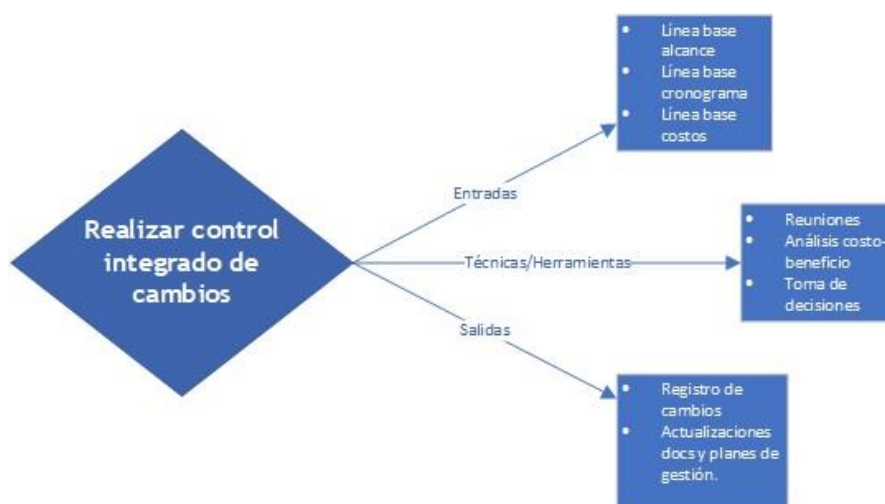 Realizar control
integrado de
cambios
Entradas
• Línea base
alcance
• Línea base
cronograma
• Línea base
costos
Técnicas/Herramientas
• Reuniones
• Análisis costo-
beneficio
• Toma de
decisiones
Salidas
• Registro de
cambios
• Actualizaciones
docs y planes de
gestión.